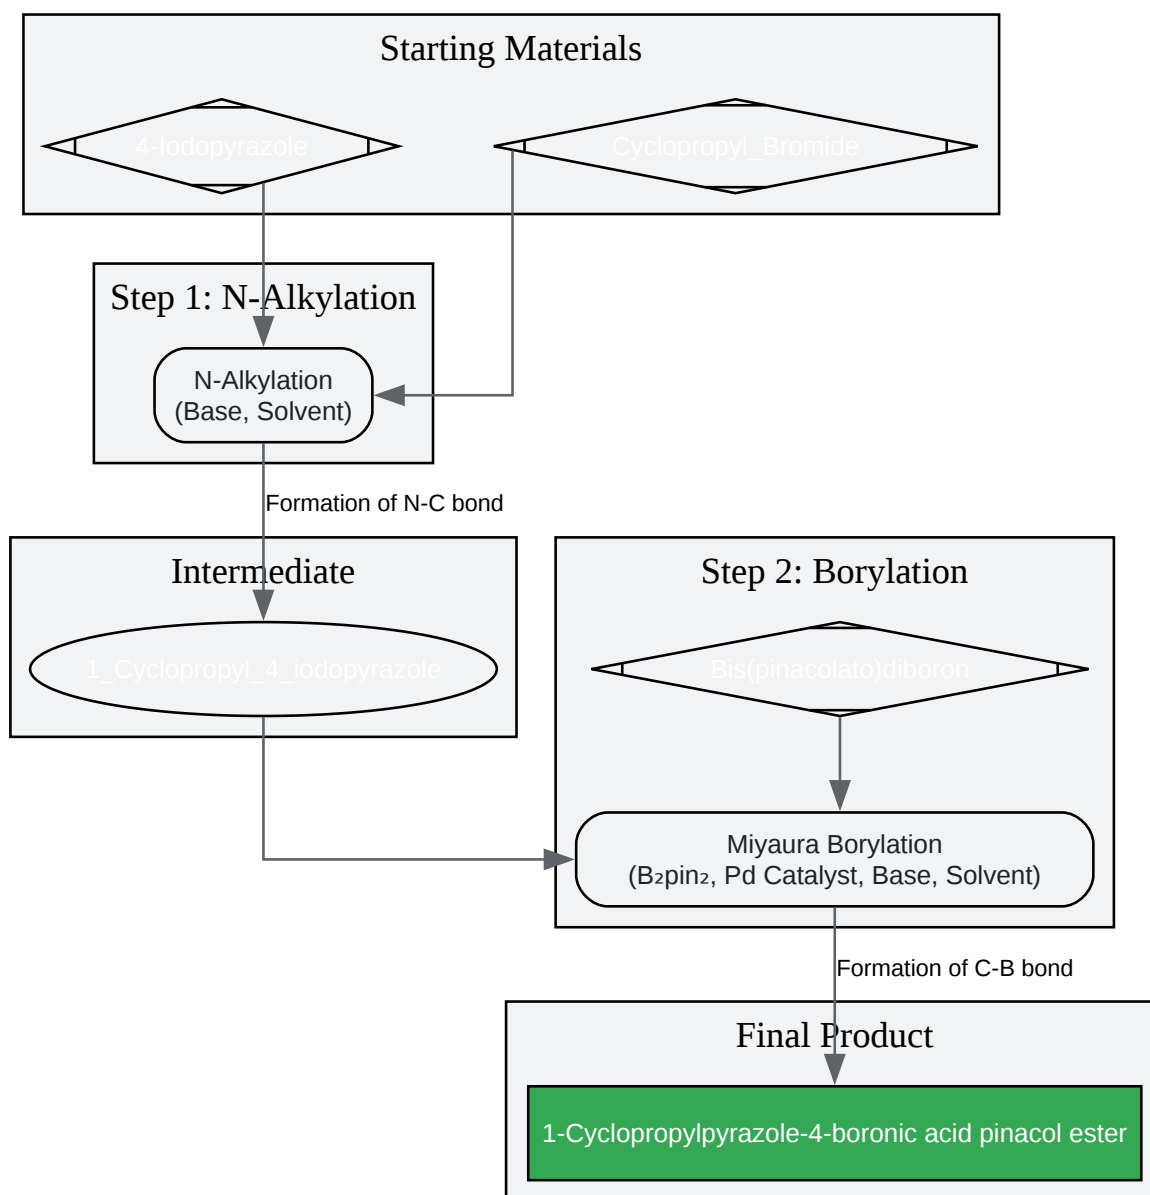 Starting Materials
4-Iodopyrazole
Cyclopropyl_Bromide
Step 1: N-Alkylation
N-Alkylation
(Base, Solvent)
Formation of N-C bond
Intermediate
1_Cyclopropyl_4_iodopyrazole
Step 2: Borylation
Bis(pinacolato)diboron
Miyaura Borylation
(B₂pin₂, Pd Catalyst, Base, Solvent)
Formation of C-B bond
Final Product
1-Cyclopropylpyrazole-4-boronic acid pinacol ester